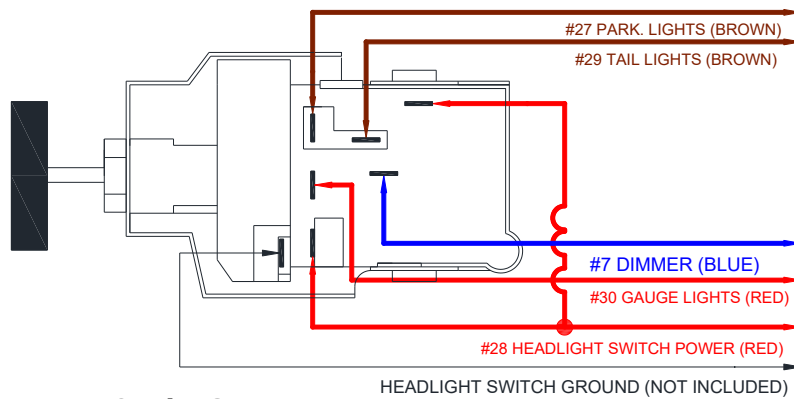 #27 PARK. LIGHTS (BROWN)
#29 TAIL LIGHTS (BROWN)
#7 DIMMER (BLUE)
#30 GAUGE LIGHTS (RED)
#28 HEADLIGHT SWITCH POWER (RED)
HEADLIGHT SWITCH GROUND (NOT INCLUDED)